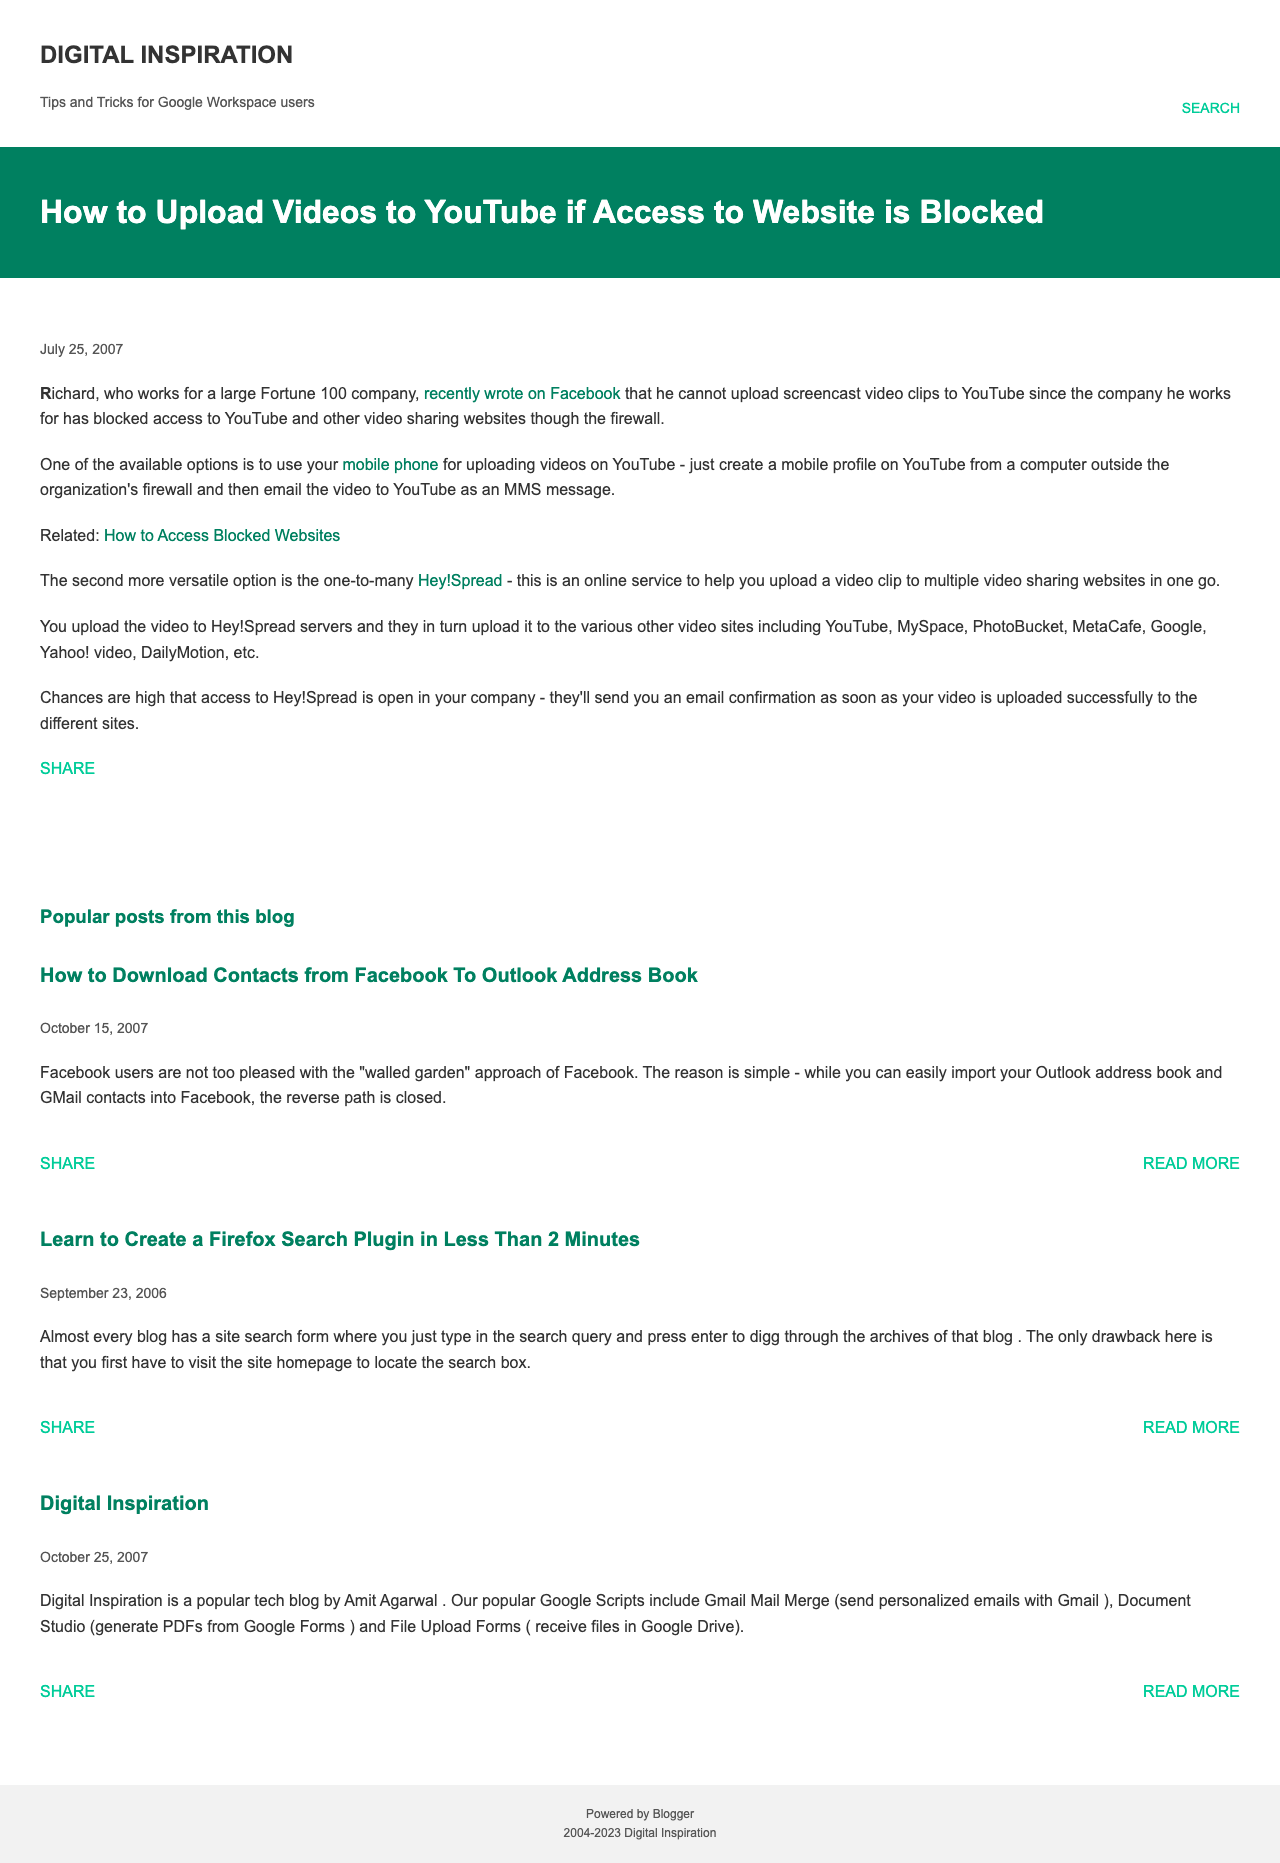 DIGITAL INSPIRATION
Tips and Tricks for Google Workspace users
SEARCH
How to Upload Videos to YouTube if Access to Website is Blocked
July 25, 2007
Richard, who works for a large Fortune 100 company, recently wrote on Facebook that he cannot upload screencast video clips to YouTube since the company he works
for has blocked access to YouTube and other video sharing websites though the firewall.
One of the available options is to use your mobile phone for uploading videos on YouTube - just create a mobile profile on YouTube from a computer outside the
organization's firewall and then email the video to YouTube as an MMS message.
Related: How to Access Blocked Websites
The second more versatile option is the one-to-many Hey!Spread - this is an online service to help you upload a video clip to multiple video sharing websites in one go.
You upload the video to Hey!Spread servers and they in turn upload it to the various other video sites including YouTube, MySpace, PhotoBucket, MetaCafe, Google,
Yahoo! video, DailyMotion, etc.
Chances are high that access to Hey!Spread is open in your company - they'll send you an email confirmation as soon as your video is uploaded successfully to the
different sites.
SHARE
Popular posts from this blog
How to Download Contacts from Facebook To Outlook Address Book
October 15, 2007
Facebook users are not too pleased with the "walled garden" approach of Facebook. The reason is simple - while you can easily import your Outlook address book and
GMail contacts into Facebook, the reverse path is closed.
SHARE
READ MORE
Learn to Create a Firefox Search Plugin in Less Than 2 Minutes
September 23, 2006
Almost every blog has a site search form where you just type in the search query and press enter to digg through the archives of that blog . The only drawback here is
that you first have to visit the site homepage to locate the search box.
SHARE
READ MORE
Digital Inspiration
October 25, 2007
Digital Inspiration is a popular tech blog by Amit Agarwal . Our popular Google Scripts include Gmail Mail Merge (send personalized emails with Gmail ), Document
Studio (generate PDFs from Google Forms ) and File Upload Forms ( receive files in Google Drive).
SHARE
READ MORE
Powered by Blogger
2004-2023 Digital Inspiration